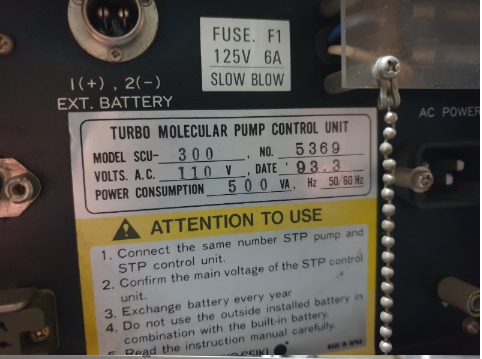 FUSE. F1
125V 6A
SLOW BLOW
1(+) , 2(-)
EXT. BATTERY
AC POWER
TURBO MOLECULAR PUMP CONTROL UNIT
MODEL SCU- 300 , NO. 5369
VOLTS. A.C. 110 V , DATE '93.3
POWER CONSUMPTION 500 VA, Hz 50/60 Hz
ATTENTION TO USE
1. Connect the same number STP pump and
STP control unit.
2. Confirm the main voltage of the STP control
unit.
3. Exchange battery every year
4. Do not use the outside installed battery in
combination with the built-in battery.
5. Read the instruction manual carefully.
MADE IN JAPAN